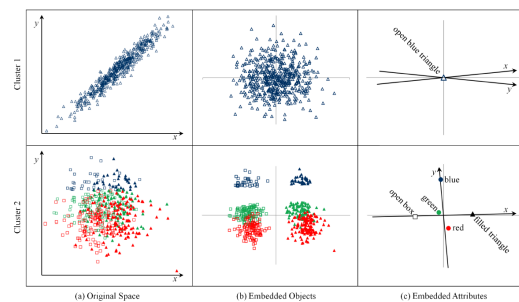 Cluster 1
y
x
open blue triangle
x
y
Cluster 2
y
x
y
blue
open box
green
x
red
filled triangle
(a) Original Space
(b) Embedded Objects
(c) Embedded Attributes